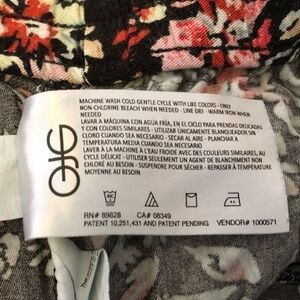 MACHINE WASH COLD GENTLE CYCLE WITH LIKE COLORS - ONLY
NON-CHLORINE BLEACH WHEN NEEDED - LINE DRY - WARM IRON WHEN
NEEDED
LAVAR A MÁQUINA CON AGUA FRÍA, EN EL CICLO PARA PRENDAS DELICADAS
Y CON COLORES SIMILARES - UTILIZAR ÚNICAMENTE BLANQUEADOR SIN
CLORO CUANDO SEA NECESARIO - SECAR AL AIRE - PLANCHAR A
TEMPERATURA MEDIA CUANDO SEA NECESARIO
LAVER À LA MACHINE À L'EAU FROIDE AVEC DES COULEURS SIMILAIRES, AU
CYCLE DÉLICAT - UTILISER SEULEMENT UN AGENT DE BLANCHIMENT NON
CHLORÉ AU BESOIN - SUSPENDRE POUR SÉCHER - REPASSER À TEMPÉRATURE
MOYENNE AU BESOIN
RN# 89828 CA# 08349
PATENT 10,251,431 AND PATENT PENDING VENDOR# 1000571